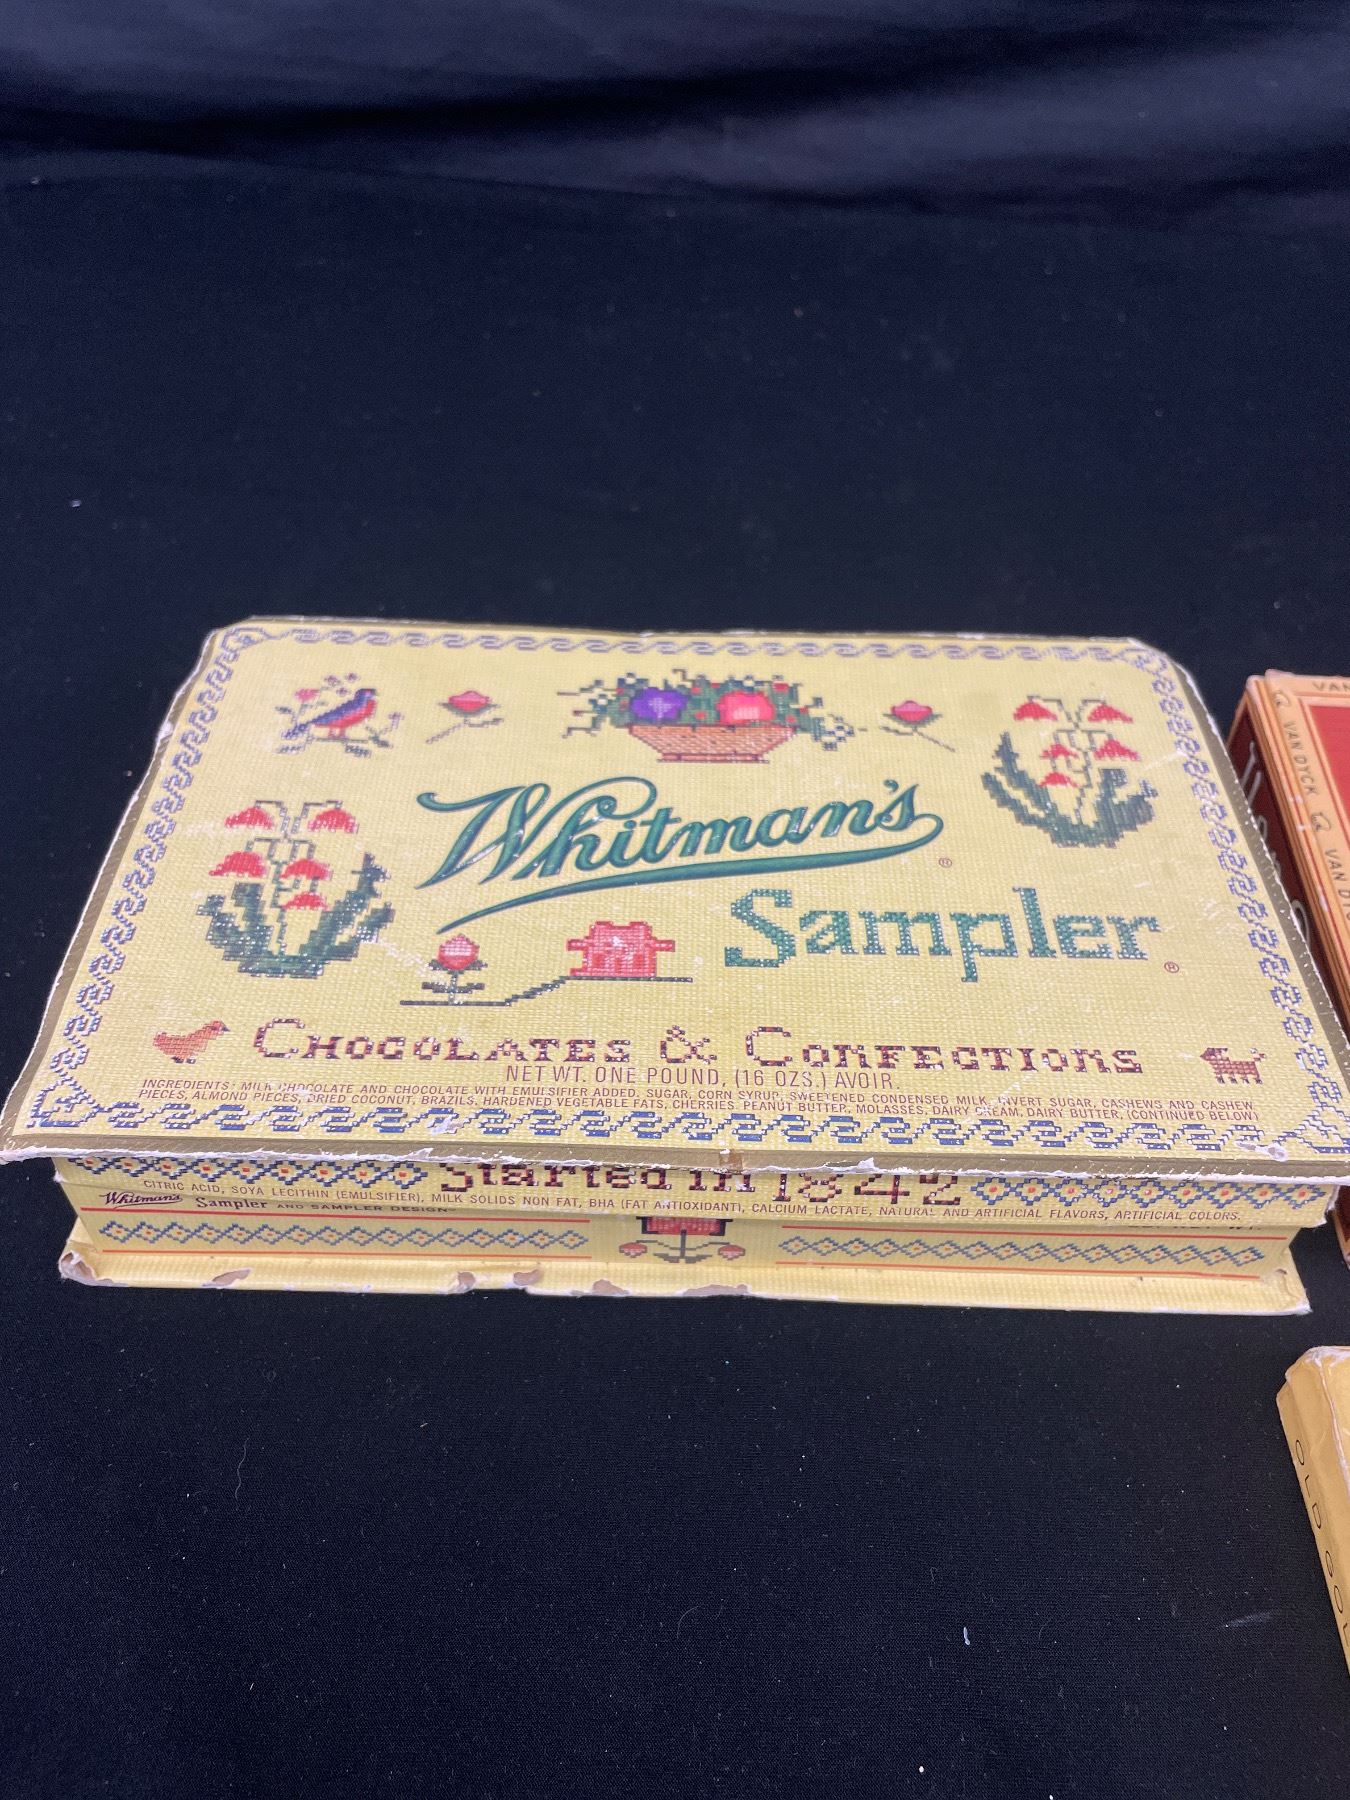 Whitman's ®
Sampler ®
CHOCOLATES & CONFECTIONS
NET WT. ONE POUND, (16 OZS.) AVOIR.
INGREDIENTS: MILK CHOCOLATE AND CHOCOLATE WITH EMULSIFIER ADDED, SUGAR, CORN SYRUP, SWEETENED CONDENSED MILK, INVERT SUGAR, CASHEWS AND CASHEW
PIECES, ALMOND PIECES, DRIED COCONUT, BRAZILS, HARDENED VEGETABLE FATS, CHERRIES, PEANUT BUTTER, MOLASSES, DAIRY CREAM, DAIRY BUTTER, (CONTINUED BELOW)
Started in 1842
CITRIC ACID, SOYA LECITHIN (EMULSIFIER), MILK SOLIDS NON FAT, BHA (FAT ANTIOXIDANT), CALCIUM LACTATE, NATURAL AND ARTIFICIAL FLAVORS, ARTIFICIAL COLORS.
Whitman's Sampler AND SAMPLER DESIGN
VAN
VAN DYCK
VAN DY
OLD GOL